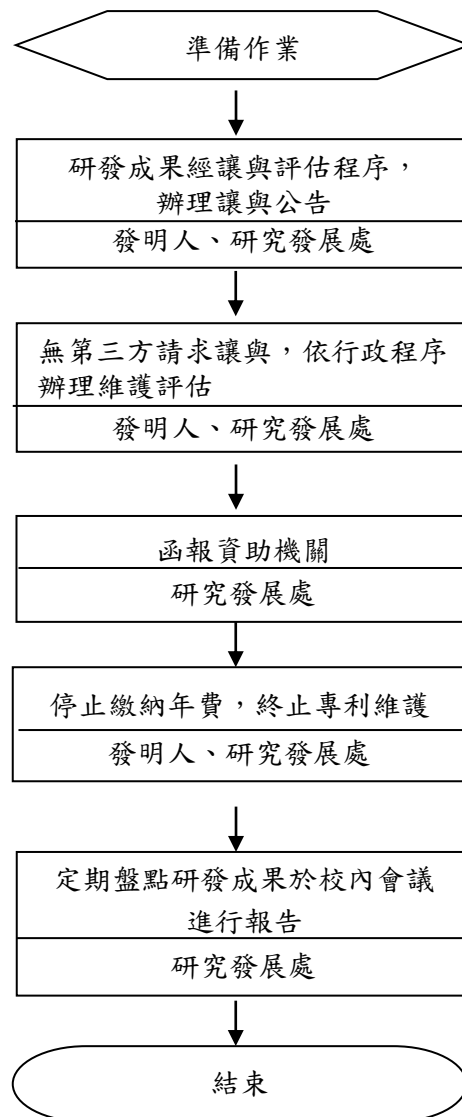 準備作業
研發成果經讓與評估程序，
辦理讓與公告
發明人、研究發展處
無第三方請求讓與，依行政程序
辦理維護評估
發明人、研究發展處
函報資助機關
研究發展處
停止繳納年費，終止專利維護
發明人、研究發展處
定期盤點研發成果於校內會議
進行報告
研究發展處
結束